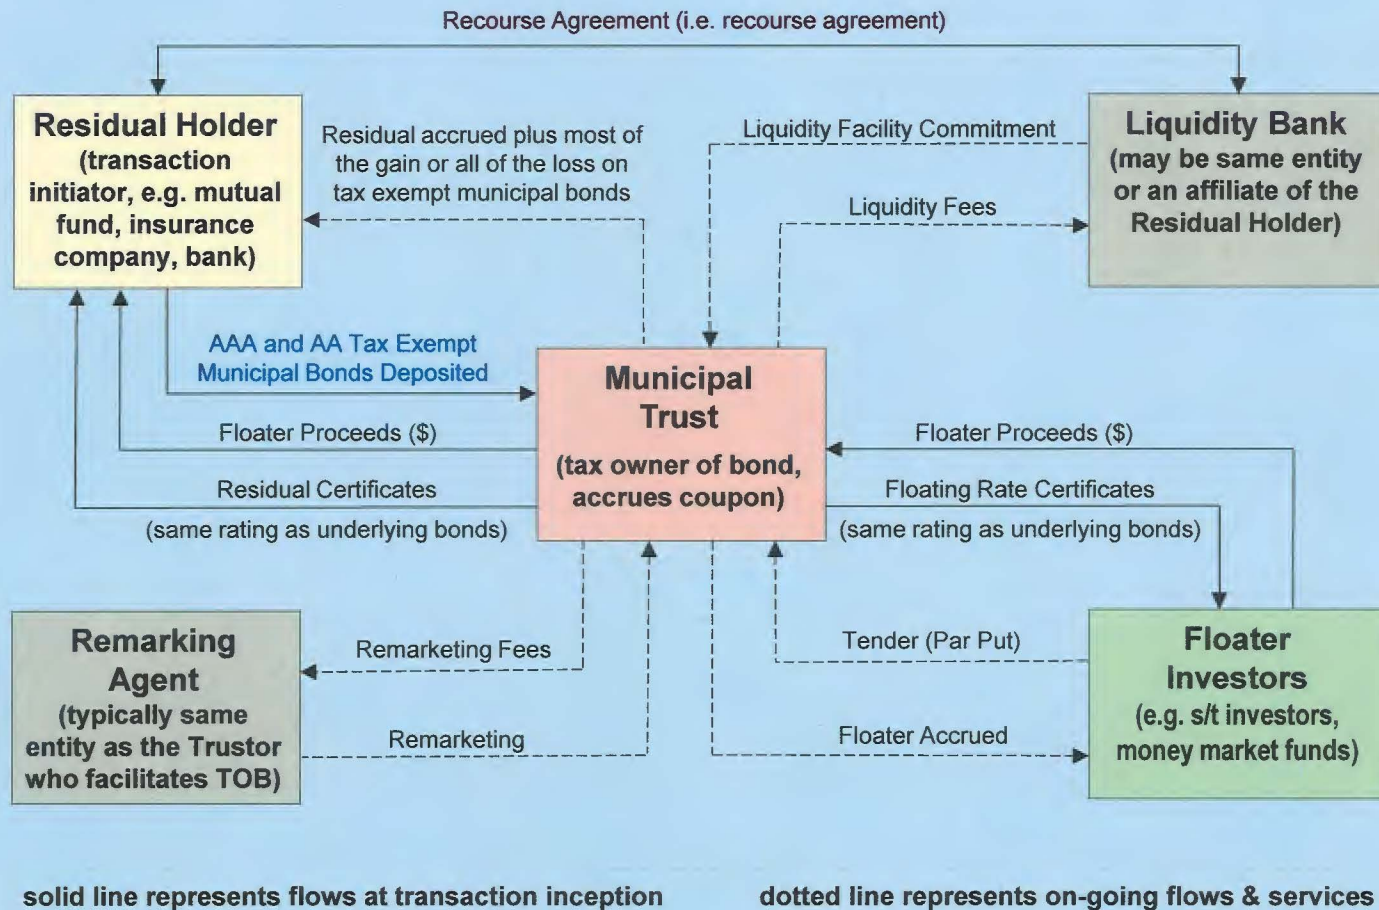 Recourse Agreement (i.e. recourse agreement)
Residual Holder
(transaction
initiator, e.g. mutual
fund, insurance
company, bank)
Residual accrued plus most of
the gain or all of the loss on
tax exempt municipal bonds
Liquidity Facility Commitment
Liquidity Fees
Liquidity Bank
(may be same entity
or an affiliate of the
Residual Holder)
AAA and AA Tax Exempt
Municipal Bonds Deposited
Floater Proceeds ($)
Residual Certificates
(same rating as underlying bonds)
Municipal
Trust
(tax owner of bond,
accrues coupon)
Floater Proceeds ($)
Floating Rate Certificates
(same rating as underlying bonds)
Remarking
Agent
(typically same
entity as the Trustor
who facilitates TOB)
Remarketing Fees
Remarketing
Tender (Par Put)
Floater Accrued
Floater
Investors
(e.g. s/t investors,
money market funds)
solid line represents flows at transaction inception
dotted line represents on-going flows & services